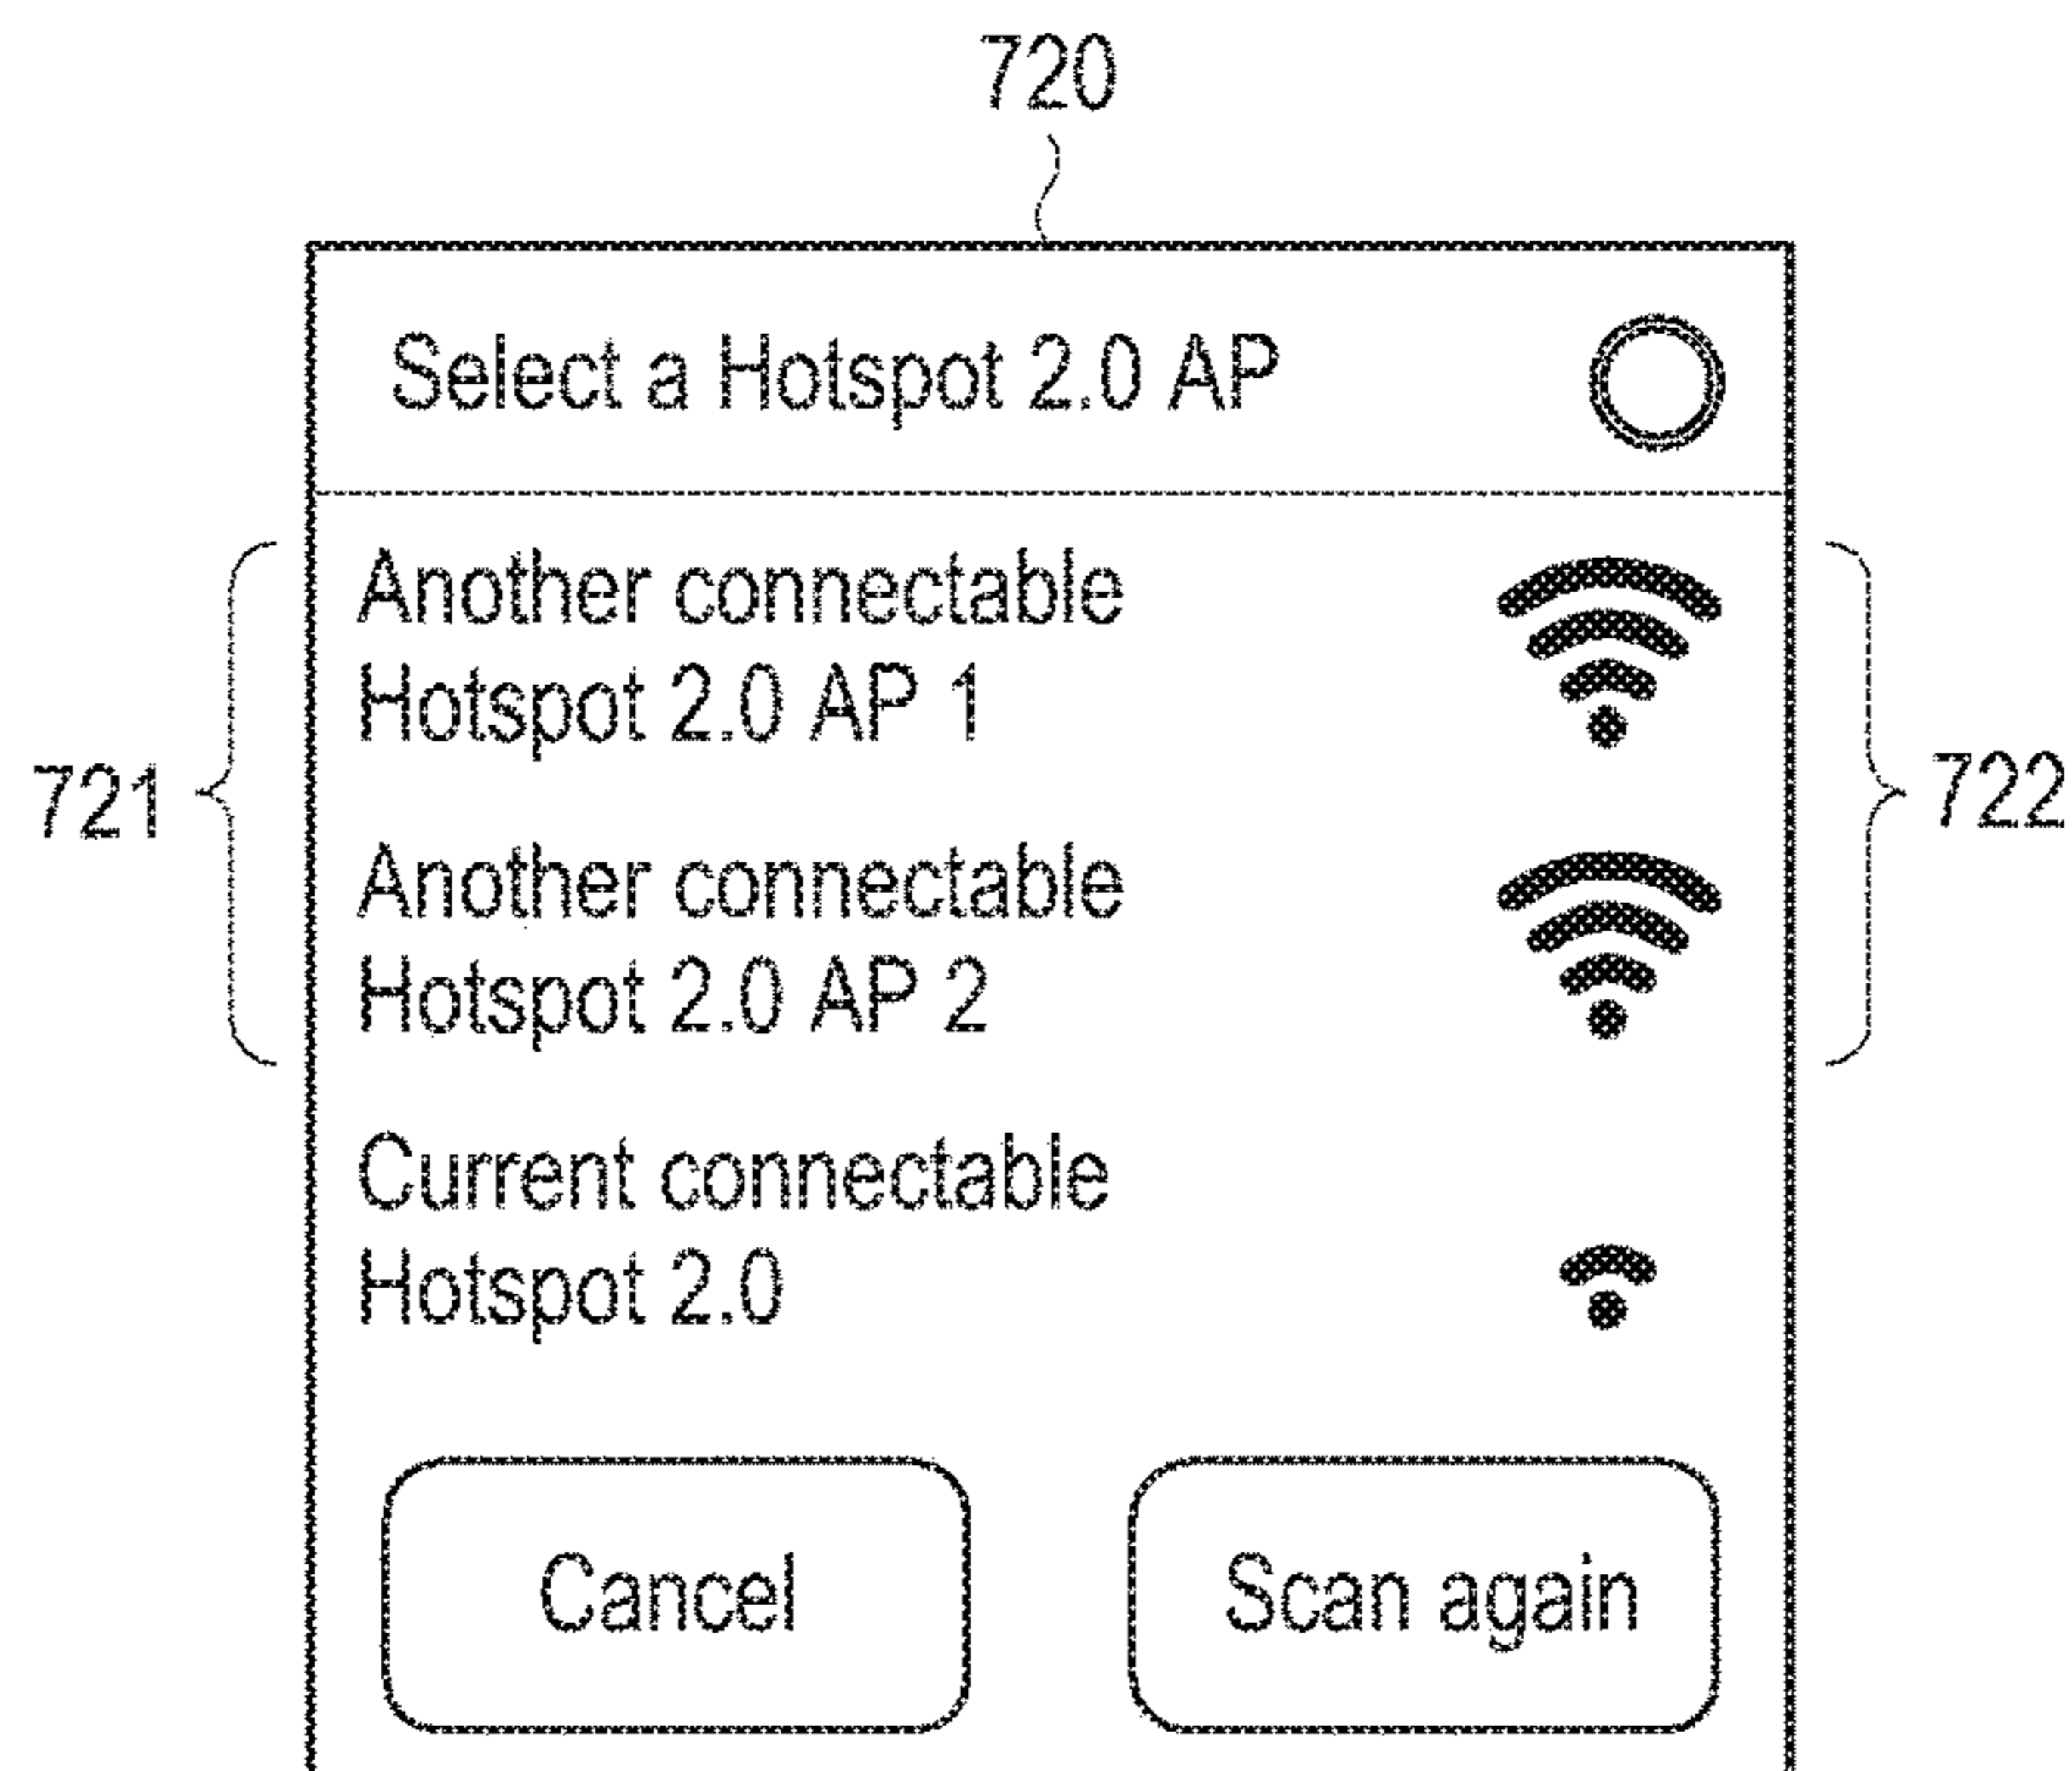 720
Select a Hotspot 2.0 AP
Another connectable
Hotspot 2.0 AP 1
721
722
Another connectable
Hotspot 2.0 AP 2
Current connectable
Hotspot 2.0
Cancel
Scan again